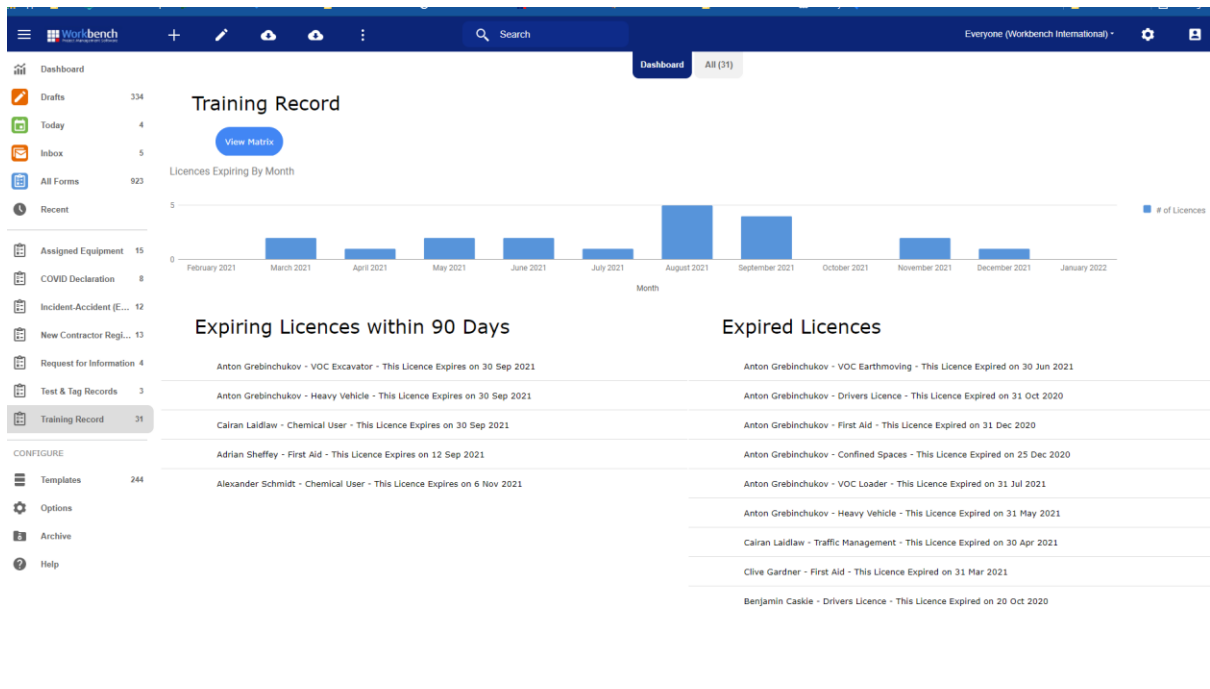 Workbench
Project Management Software
Search
Everyone (Workbench International)
Dashboard
All (31)
Dashboard
Drafts 334
Today 4
Inbox 5
All Forms 923
Recent
Assigned Equipment 15
COVID Declaration 8
Incident-Accident (E... 12
New Contractor Regi... 13
Request for Information 4
Test & Tag Records 3
Training Record 31
CONFIGURE
Templates 244
Options
Archive
Help
Training Record
View Matrix
Licences Expiring By Month
5
0
# of Licences
February 2021 March 2021 April 2021 May 2021 June 2021 July 2021 August 2021 September 2021 October 2021 November 2021 December 2021 January 2022
Month
Expiring Licences within 90 Days
Anton Grebinchukov - VOC Excavator - This Licence Expires on 30 Sep 2021
Anton Grebinchukov - Heavy Vehicle - This Licence Expires on 30 Sep 2021
Cairan Laidlaw - Chemical User - This Licence Expires on 30 Sep 2021
Adrian Sheffey - First Aid - This Licence Expires on 12 Sep 2021
Alexander Schmidt - Chemical User - This Licence Expires on 6 Nov 2021
Expired Licences
Anton Grebinchukov - VOC Earthmoving - This Licence Expired on 30 Jun 2021
Anton Grebinchukov - Drivers Licence - This Licence Expired on 31 Oct 2020
Anton Grebinchukov - First Aid - This Licence Expired on 31 Dec 2020
Anton Grebinchukov - Confined Spaces - This Licence Expired on 25 Dec 2020
Anton Grebinchukov - VOC Loader - This Licence Expired on 31 Jul 2021
Anton Grebinchukov - Heavy Vehicle - This Licence Expired on 31 May 2021
Cairan Laidlaw - Traffic Management - This Licence Expired on 30 Apr 2021
Clive Gardner - First Aid - This Licence Expired on 31 Mar 2021
Benjamin Caskie - Drivers Licence - This Licence Expired on 20 Oct 2020